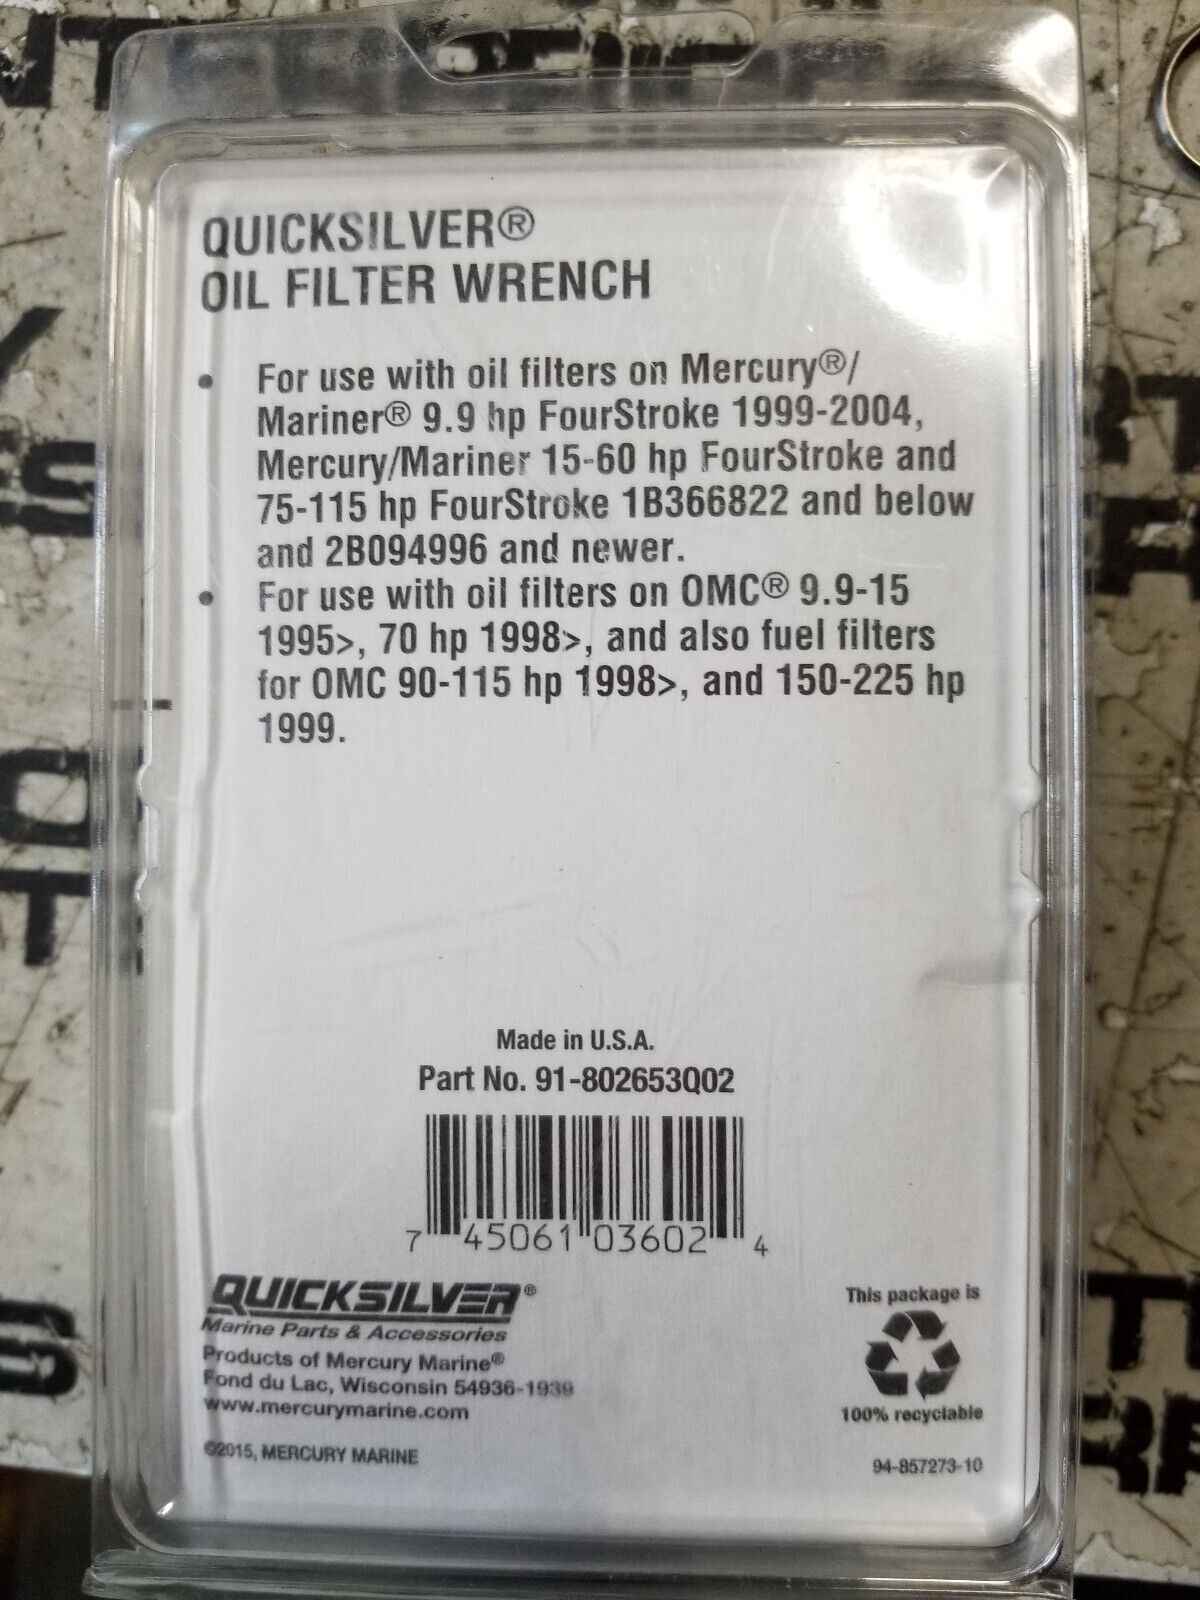 QUICKSILVER®
OIL FILTER WRENCH
• For use with oil filters on Mercury®/
Mariner® 9.9 hp FourStroke 1999-2004,
Mercury/Mariner 15-60 hp FourStroke and
75-115 hp FourStroke 1B366822 and below
and 2B094996 and newer.
• For use with oil filters on OMC® 9.9-15
1995>, 70 hp 1998>, and also fuel filters
for OMC 90-115 hp 1998>, and 150-225 hp
1999.
Made in U.S.A.
Part No. 91-802653Q02
7 45061 03602 4
QUICKSILVER®
Marine Parts & Accessories
Products of Mercury Marine®
Fond du Lac, Wisconsin 54936-1939
www.mercurymarine.com
©2015, MERCURY MARINE
This package is
100% recyclable
94-857273-10